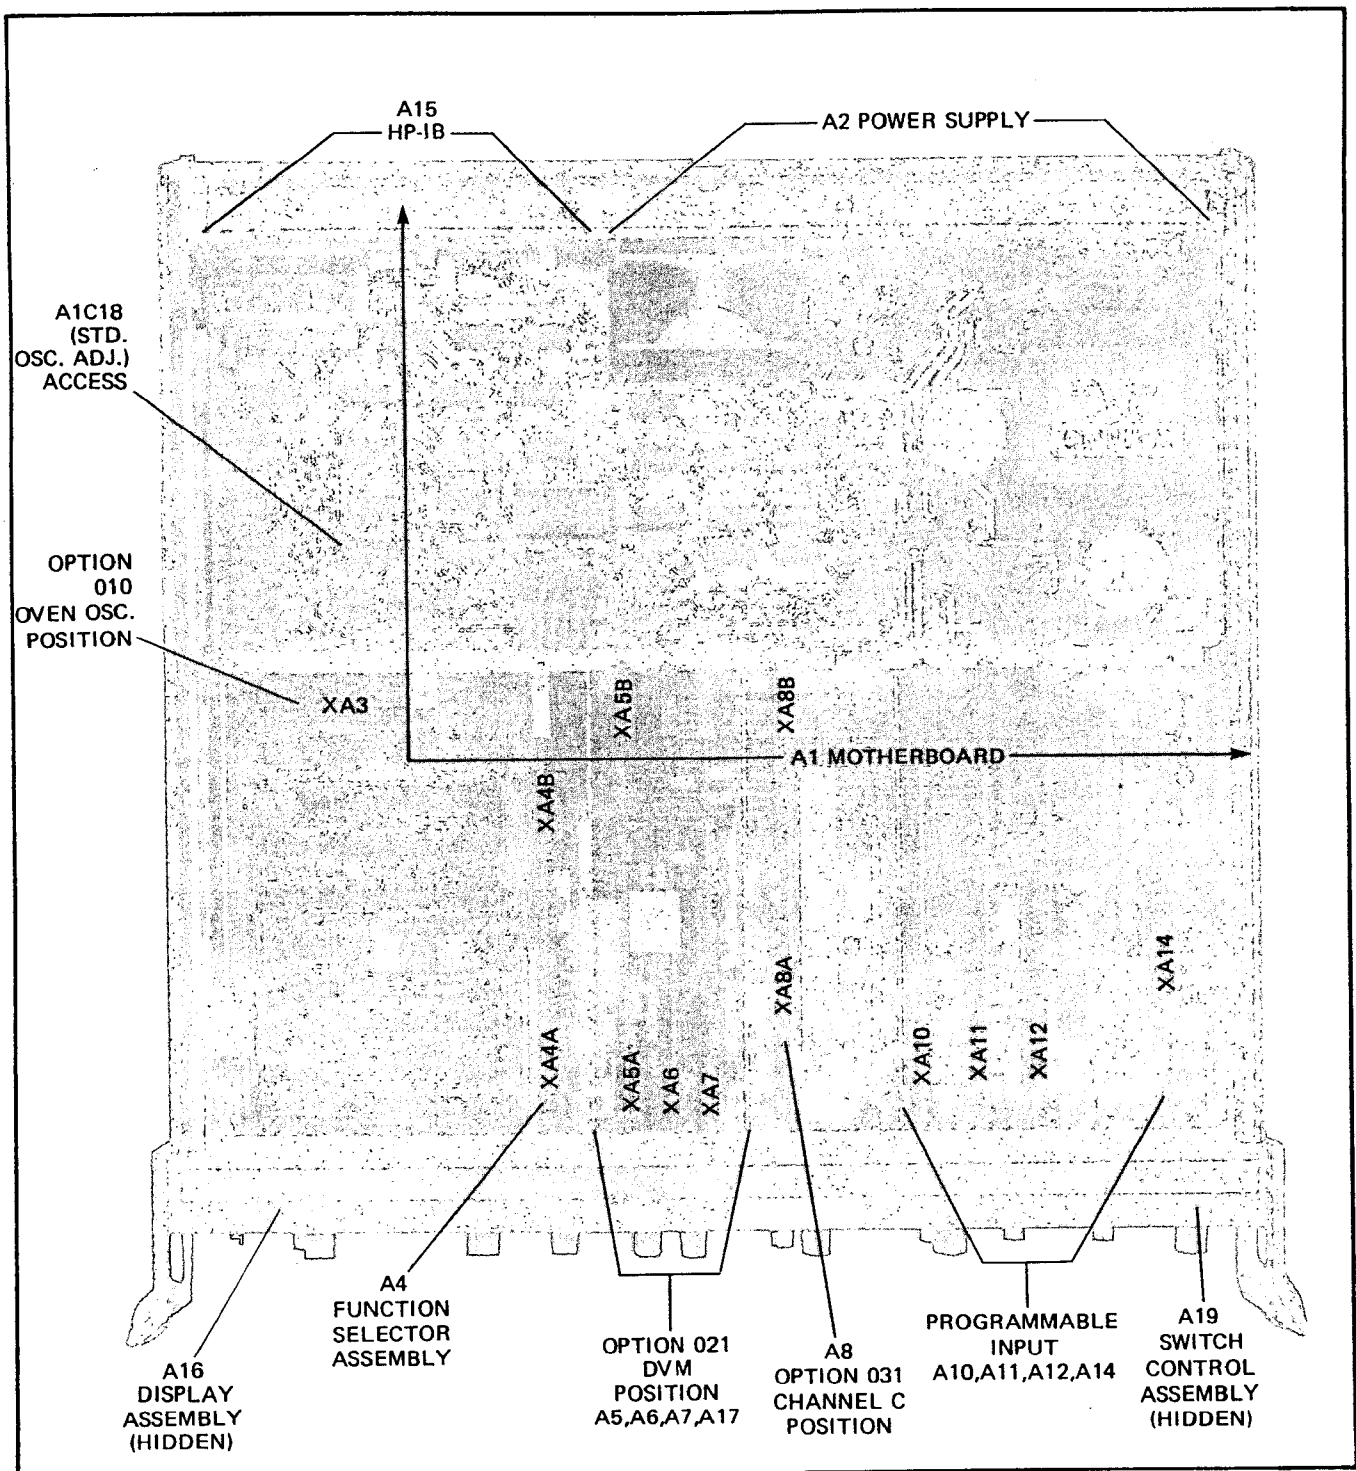 A15
HP-IB
A2 POWER SUPPLY
A1C18
(STD.
OSC. ADJ.)
ACCESS
OPTION
010
OVEN OSC.
POSITION
XA3
XA5B
XA8B
A1 MOTHERBOARD
XA4B
XA8A
XA14
XA4A
XA5A
XA6
XA7
XA10
XA11
XA12
A16
DISPLAY
ASSEMBLY
(HIDDEN)
A4
FUNCTION
SELECTOR
ASSEMBLY
OPTION 021
DVM
POSITION
A5,A6,A7,A17
A8
OPTION 031
CHANNEL C
POSITION
PROGRAMMABLE
INPUT
A10,A11,A12,A14
A19
SWITCH
CONTROL
ASSEMBLY
(HIDDEN)